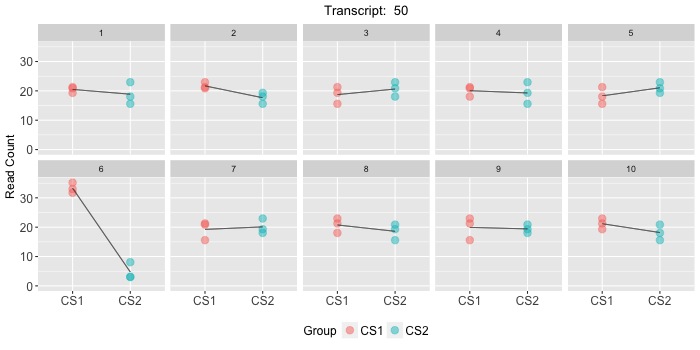 Transcript: 50
1 2 3 4 5
30
20
10
0
Read Count
6 7 8 9 10
30
20
10
0
CS1 CS2 CS1 CS2 CS1 CS2 CS1 CS2 CS1 CS2
Group CS1 CS2